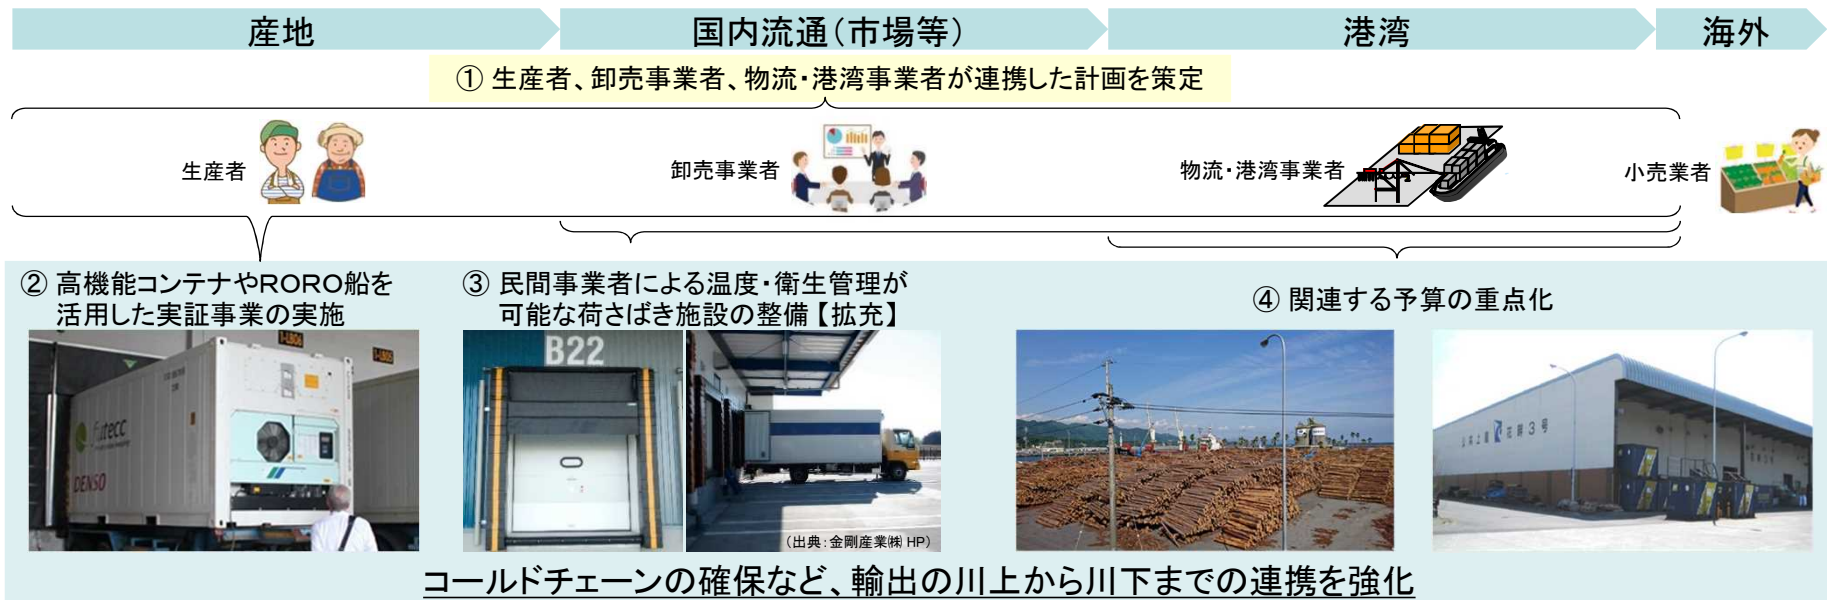 産地
国内流通（市場等）
港湾
海外
① 生産者、卸売事業者、物流・港湾事業者が連携した計画を策定
生産者
卸売事業者
物流・港湾事業者
小売業者
② 高機能コンテナやＲＯＲＯ船を
活用した実証事業の実施
③ 民間事業者による温度・衛生管理が
可能な荷さばき施設の整備【拡充】
④ 関連する予算の重点化
1-LB06
1-LB05
futecc
DENSO
B22
（出典：金剛産業㈱ HP）
3号
コールドチェーンの確保など、輸出の川上から川下までの連携を強化